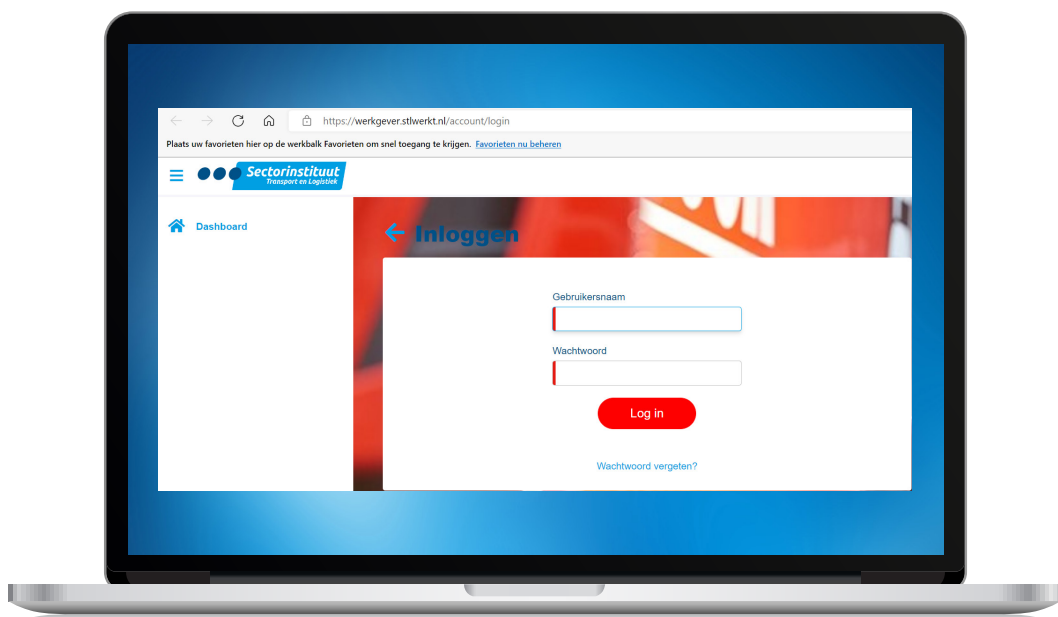 https://werkgever.stlwerkt.nl/account/login
Plaats uw favorieten hier op de werkbalk Favorieten om snel toegang te krijgen. Favorieten nu beheren
Sectorinstituut
Transport en Logistiek
Dashboard
Inloggen
Gebruikersnaam
Wachtwoord
Log in
Wachtwoord vergeten?